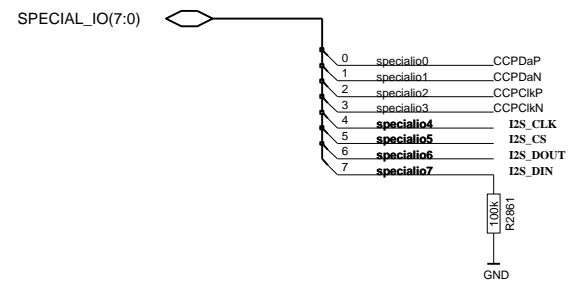 SPECIAL_IO(7:0)
0 specialio0 CCPDaP
1 specialio1 CCPDaN
2 specialio2 CCPClkP
3 specialio3 CCPClkN
4 specialio4 I2S_CLK
5 specialio5 I2S_CS
6 specialio6 I2S_DOUT
7 specialio7 I2S_DIN
100k
R2861
GND